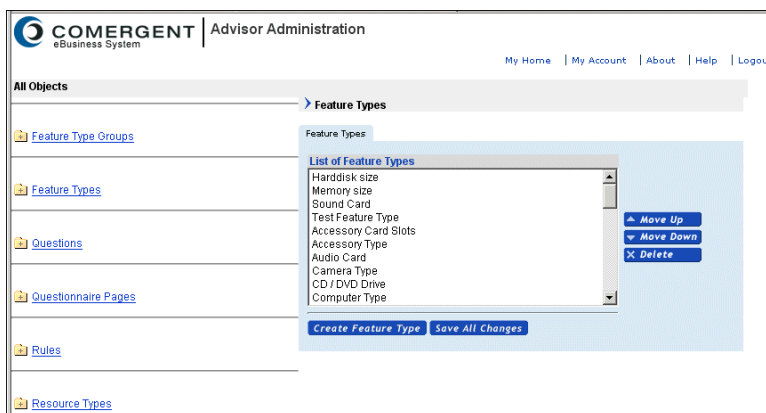 COMERGENT
eBusiness System
Advisor Administration
My Home | My Account | About | Help | Logou
All Objects
Feature Type Groups
Feature Types
Questions
Questionnaire Pages
Rules
Resource Types
Feature Types
Feature Types
List of Feature Types
Harddisk size
Memory size
Sound Card
Test Feature Type
Accessory Card Slots
Accessory Type
Audio Card
Camera Type
CD / DVD Drive
Computer Type
Move Up
Move Down
X Delete
Create Feature Type
Save All Changes